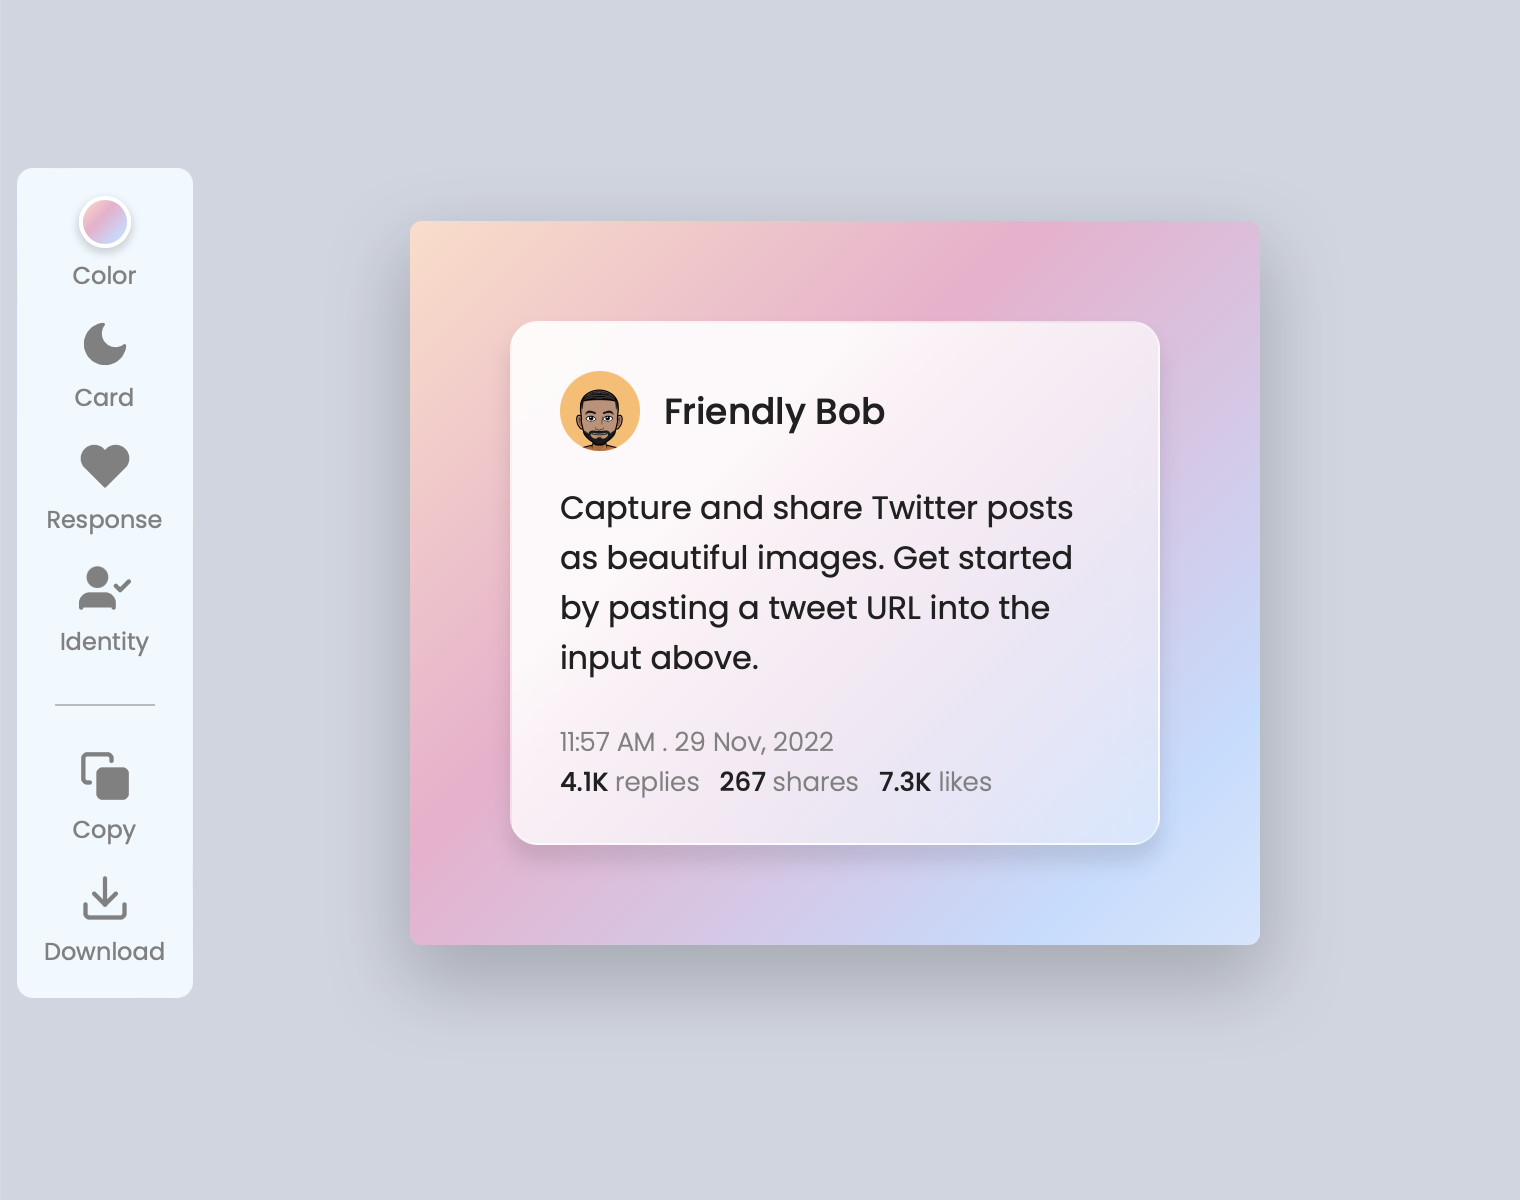 Color
Card
Response
Identity
Copy
Download
Friendly Bob
Capture and share Twitter posts
as beautiful images. Get started
by pasting a tweet URL into the
input above.
11:57 AM . 29 Nov, 2022
4.1K replies 267 shares 7.3K likes